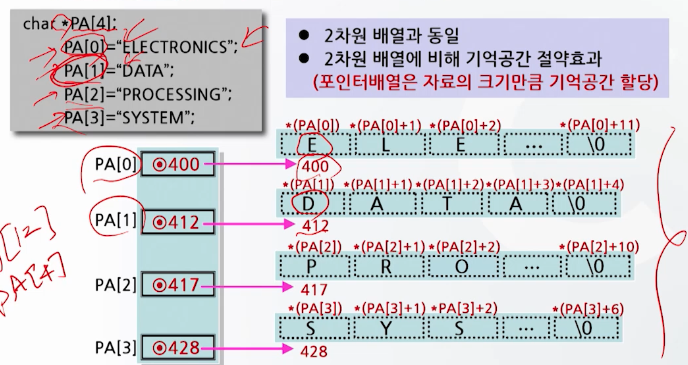 char *PA[4];
PA[0]=“ELECTRONICS”;
PA[1]=“DATA”;
PA[2]=“PROCESSING”;
PA[3]=“SYSTEM”;
● 2차원 배열과 동일
● 2차원 배열에 비해 기억공간 절약효과
(포인터배열은 자료의 크기만큼 기억공간 할당)
*(PA[0]) *(PA[0]+1) *(PA[0]+2) *(PA[0]+11)
E L E ... \0
PA[0] 400 400
*(PA[1]) *(PA[1]+1) *(PA[1]+2) *(PA[1]+3) *(PA[1]+4)
D A T A \0
PA[1] 412 412
*(PA[2]) *(PA[2]+1) *(PA[2]+2) *(PA[2]+10)
P R O ... \0
PA[2] 417 417
*(PA[3]) *(PA[3]+1) *PA[3]+2) *(PA[3]+6)
S Y S ... \0
PA[3] 428 428
PA[4]